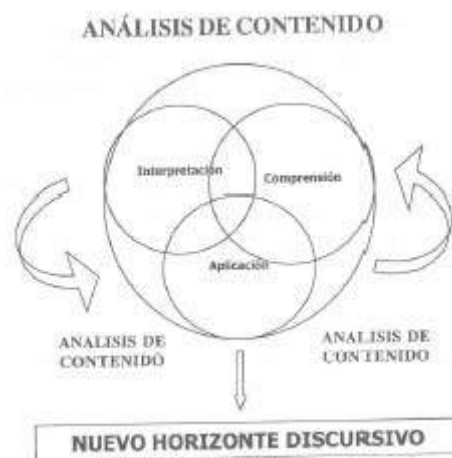 ANÁLISIS DE CONTENIDO
Interpretación
Comprensión
Aplicación
ANALISIS DE
CONTENIDO
ANALISIS DE
CONTENIDO
NUEVO HORIZONTE DISCURSIVO